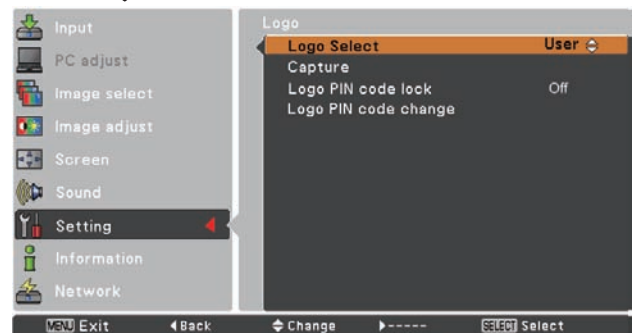 Input
PC adjust
Image select
Image adjust
Screen
Sound
Setting
Information
Network
Logo
Logo Select User
Capture
Logo PIN code lock Off
Logo PIN code change
MENU Exit Back Change ----- SELECT Select